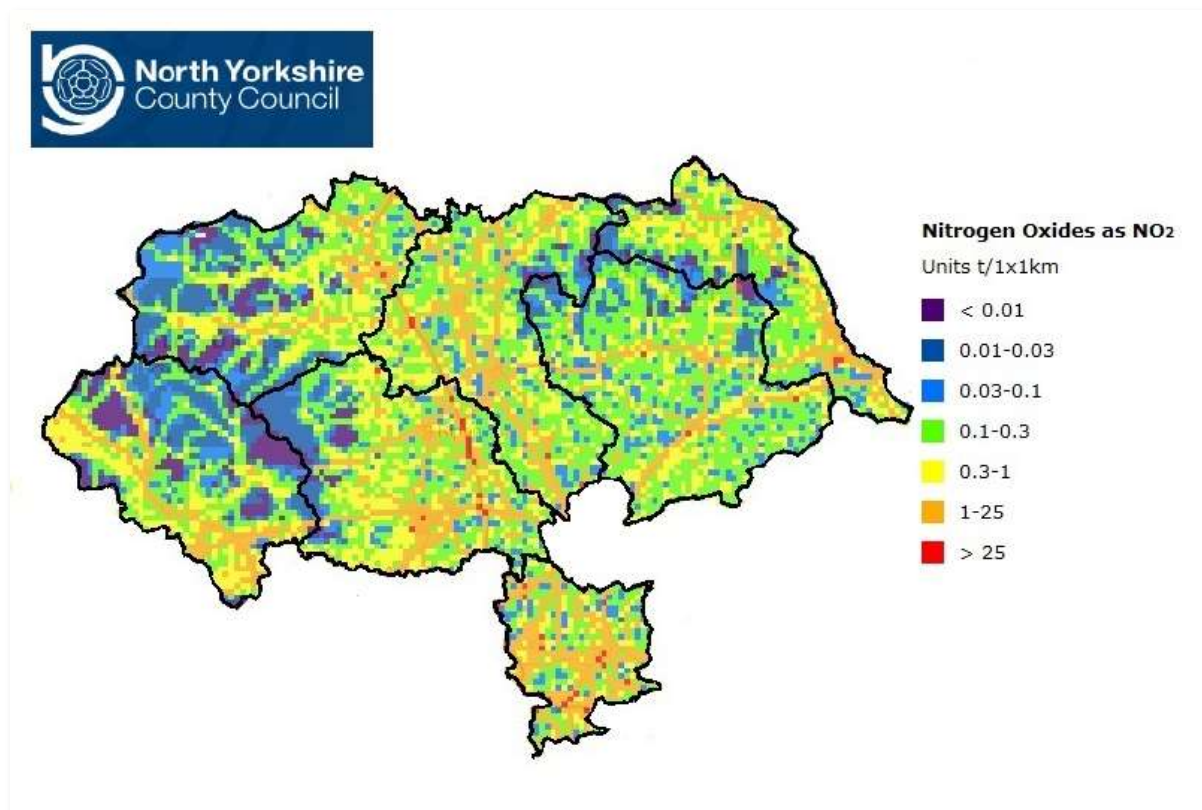 North Yorkshire
County Council
Nitrogen Oxides as NO₂
Units t/1x1km
< 0.01
0.01-0.03
0.03-0.1
0.1-0.3
0.3-1
1-25
> 25